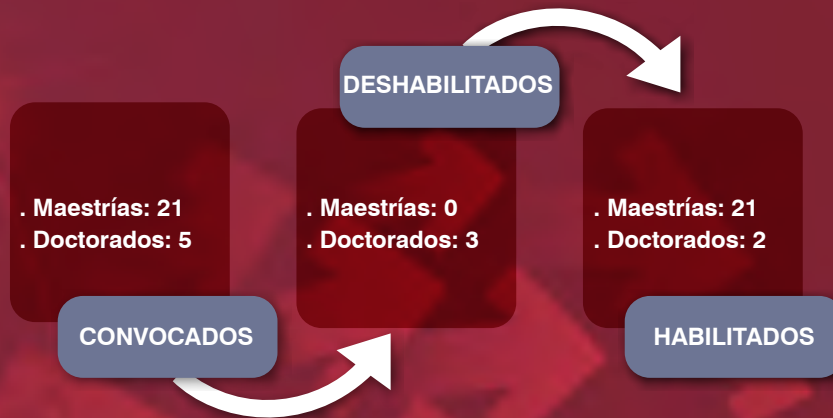 . Maestrías: 21
. Doctorados: 5
CONVOCADOS
DESHABILITADOS
. Maestrías: 0
. Doctorados: 3
. Maestrías: 21
. Doctorados: 2
HABILITADOS